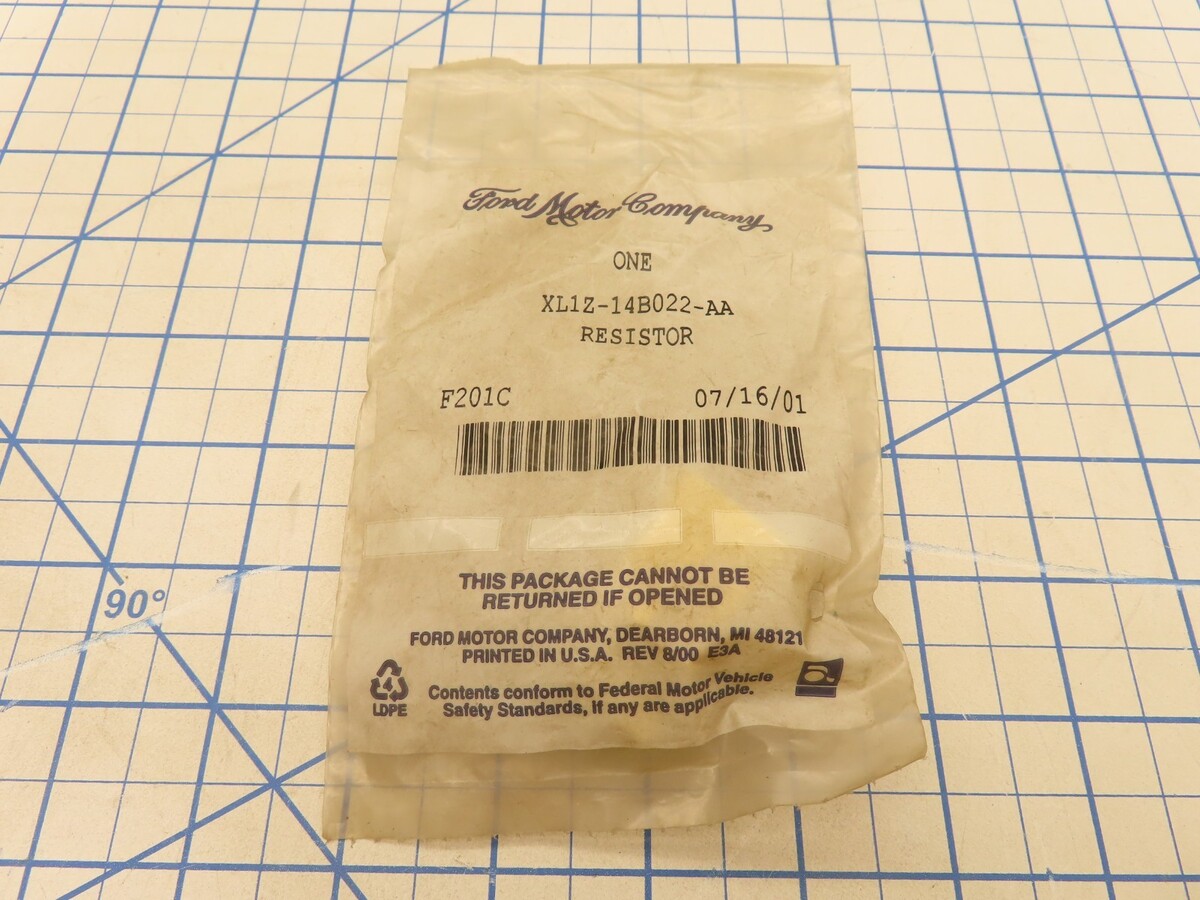 Ford Motor Company
ONE
XL1Z-14B022-AA
RESISTOR
F201C 07/16/01
THIS PACKAGE CANNOT BE
RETURNED IF OPENED
FORD MOTOR COMPANY, DEARBORN, MI 48121
PRINTED IN U.S.A. REV 8/00 E3A
4
LDPE
Contents conform to Federal Motor Vehicle
Safety Standards, if any are applicable.
90°